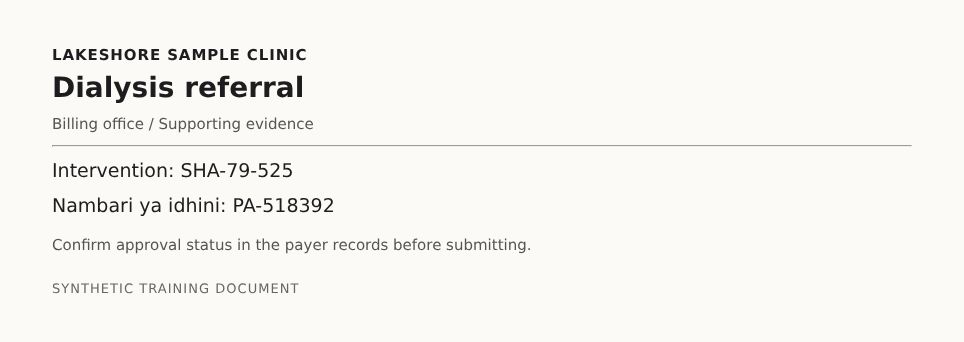 LAKESHORE SAMPLE CLINIC
Dialysis referral
Billing office / Supporting evidence
Intervention: SHA-79-525
Nambari ya idhini: PA-518392
Confirm approval status in the payer records before submitting.
SYNTHETIC TRAINING DOCUMENT